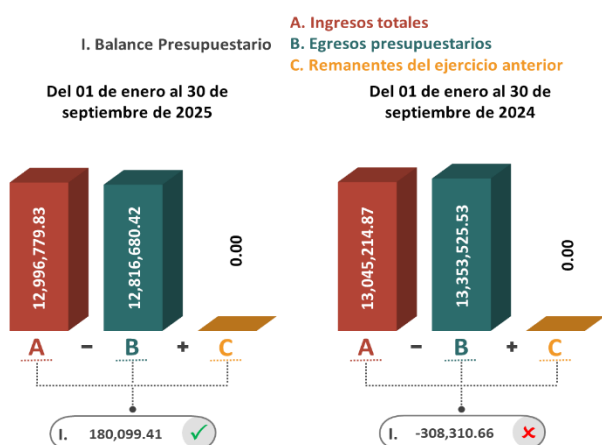 A. Ingresos totales
I. Balance Presupuestario
B. Egresos presupuestarios
C. Remanentes del ejercicio anterior
Del 01 de enero al 30 de
septiembre de 2025
12,996,779.83
12,816,680.42
0.00
A – B + C
I. 180,099.41 ✓
Del 01 de enero al 30 de
septiembre de 2024
13,045,214.87
13,353,525.53
0.00
A – B + C
I. -308,310.66 ✗